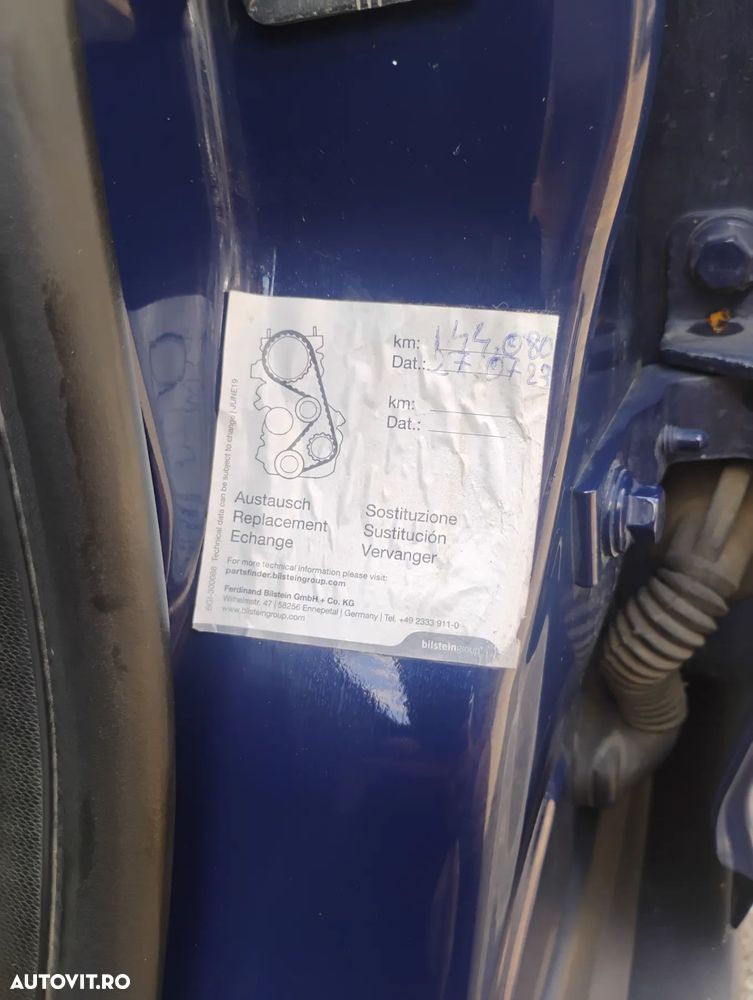 km: 144.080
Dat.: 27 07 23
km:
Dat.:
Austausch
Replacement
Echange
Sostituzione
Sustitución
Vervanger
For more technical information please visit:
partsfinder.bilsteingroup.com
Ferdinand Bilstein GmbH + Co. KG
Wilhelmstr. 47 | 58256 Ennepetal | Germany | Tel. +49 2333 911-0
www.bilsteingroup.com
bilsteingroup®
Technical data can be subject to change | JUNE19
AUTOVIT.RO